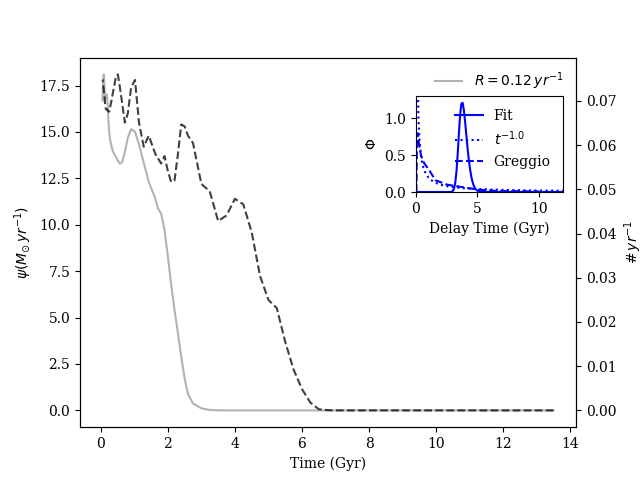 R = 0.12 yr⁻¹
17.5
15.0
12.5
10.0
7.5
5.0
2.5
0.0
ψ(M⊙ yr⁻¹)
0 2 4 6 8 10 12 14
Time (Gyr)
0.07
0.06
0.05
0.04
0.03
0.02
0.01
0.00
# yr⁻¹
1.0
0.5
0.0
Φ
Fit
t⁻¹·⁰
Greggio
0 5 10
Delay Time (Gyr)